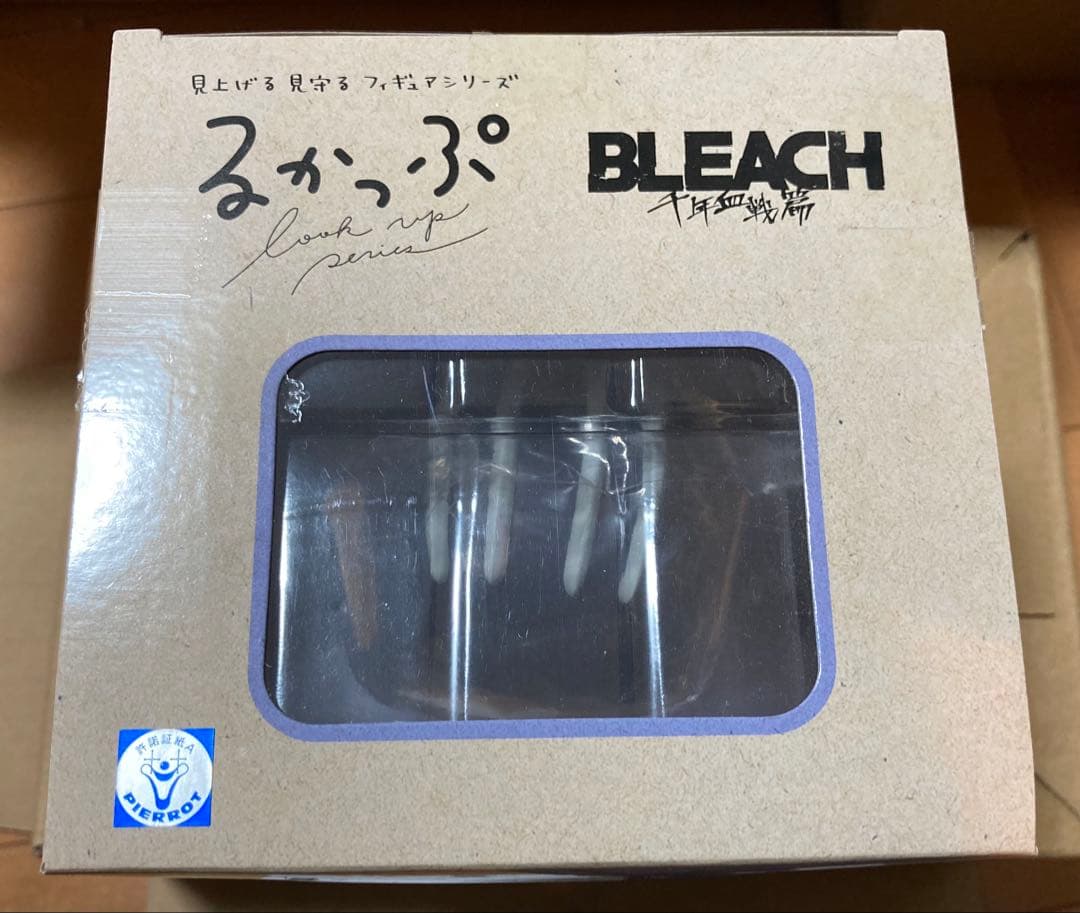 見上げる 見守る フィギュアシリーズ
るかっぷ
look up
series
BLEACH
千年血戦篇
許諾証紙A
PIERROT